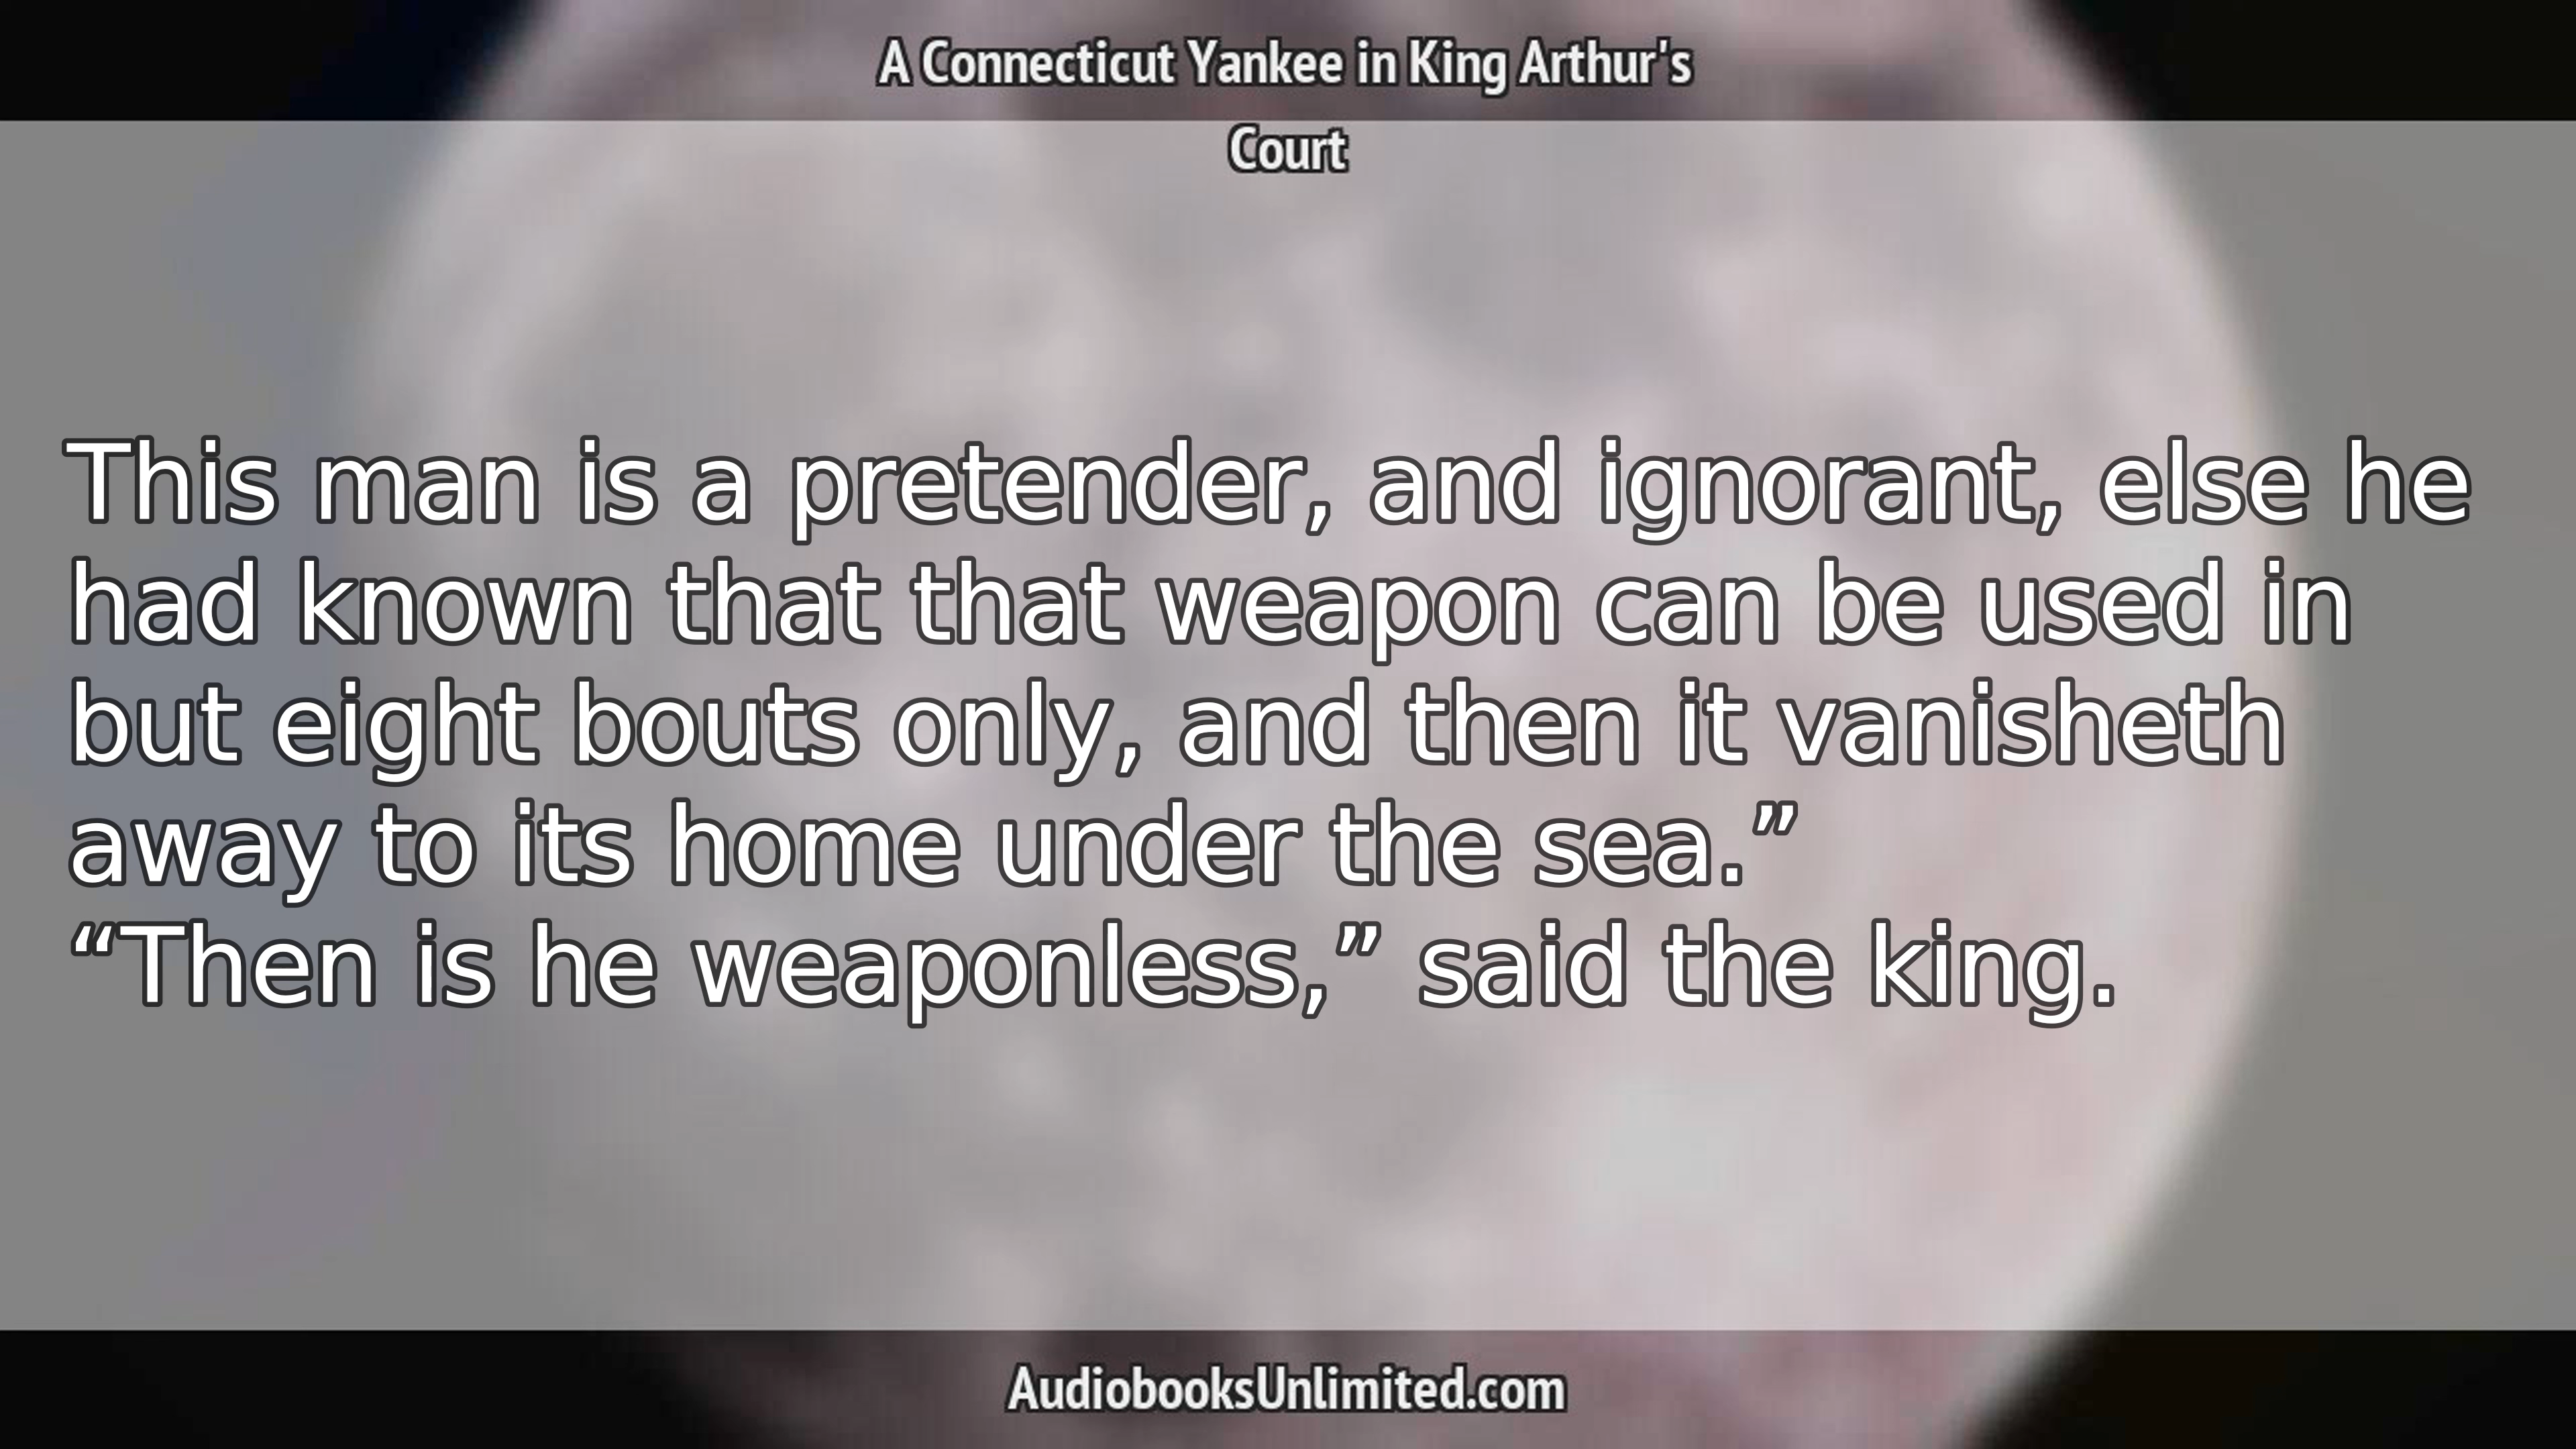 A Connecticut Yankee in King Arthur's
Court
This man is a pretender, and ignorant, else he
had known that that weapon can be used in
but eight bouts only, and then it vanisheth
away to its home under the sea.”
“Then is he weaponless,” said the king.
AudiobooksUnlimited.com